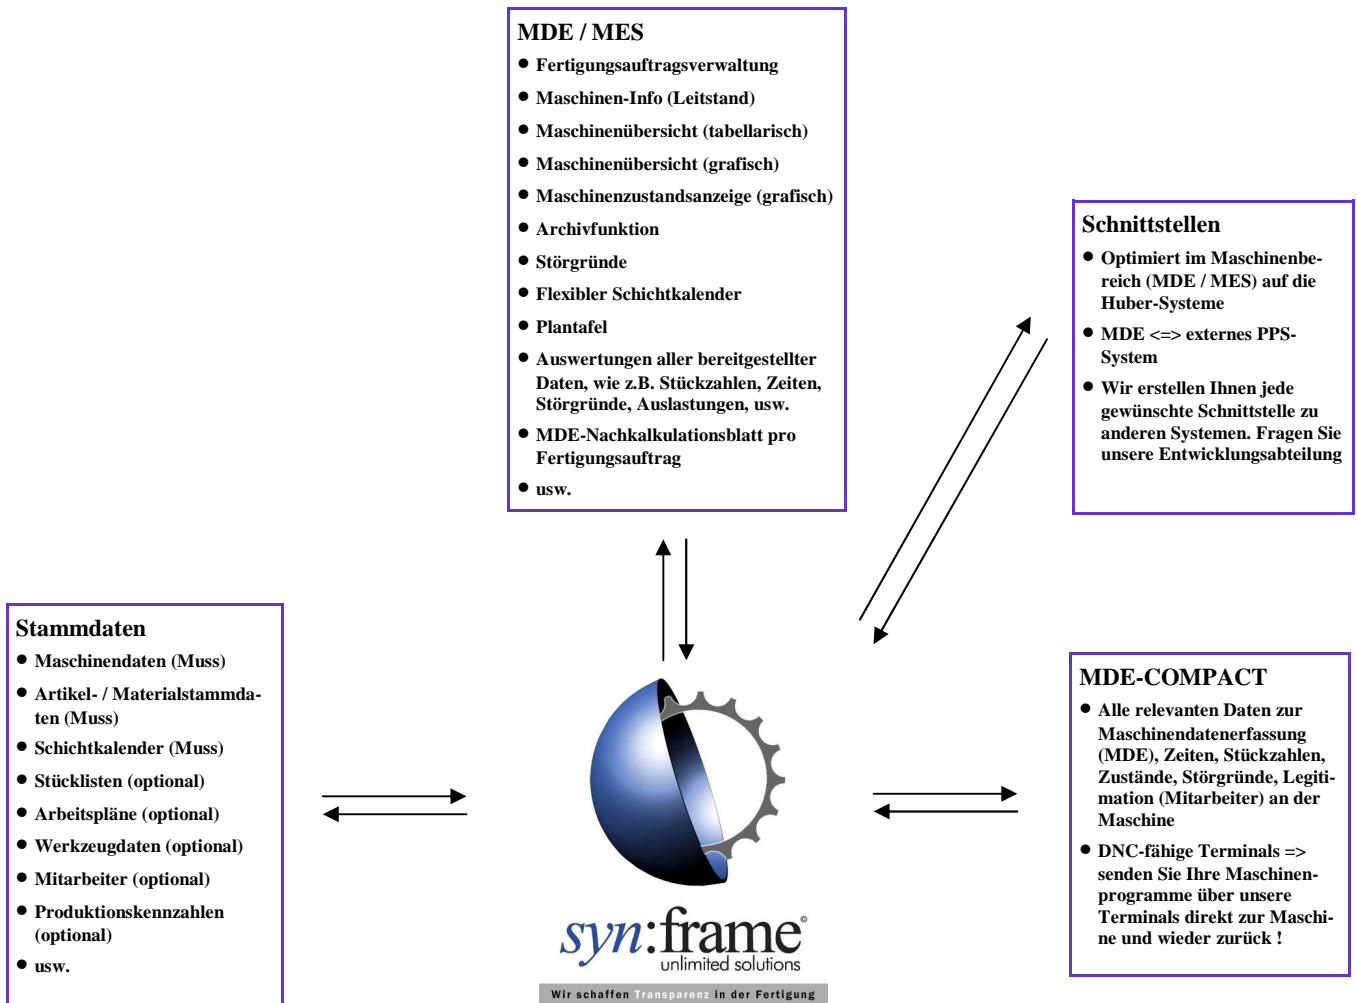 MDE / MES
• Fertigungsauftragsverwaltung
• Maschinen-Info (Leitstand)
• Maschinenübersicht (tabellarisch)
• Maschinenübersicht (grafisch)
• Maschinenzustandsanzeige (grafisch)
• Archivfunktion
• Störgründe
• Flexibler Schichtkalender
• Plantafel
• Auswertungen aller bereitgestellter
Daten, wie z.B. Stückzahlen, Zeiten,
Störgründe, Auslastungen, usw.
• MDE-Nachkalkulationsblatt pro
Fertigungsauftrag
• usw.
Schnittstellen
• Optimiert im Maschinenbe-
reich (MDE / MES) auf die
Huber-Systeme
• MDE <=> externes PPS-
System
• Wir erstellen Ihnen jede
gewünschte Schnittstelle zu
anderen Systemen. Fragen Sie
unsere Entwicklungsabteilung
Stammdaten
• Maschinendaten (Muss)
• Artikel- / Materialstammda-
ten (Muss)
• Schichtkalender (Muss)
• Stücklisten (optional)
• Arbeitspläne (optional)
• Werkzeugdaten (optional)
• Mitarbeiter (optional)
• Produktionskennzahlen
(optional)
• usw.
MDE-COMPACT
• Alle relevanten Daten zur
Maschinendatenerfassung
(MDE), Zeiten, Stückzahlen,
Zustände, Störgründe, Legiti-
mation (Mitarbeiter) an der
Maschine
• DNC-fähige Terminals =>
senden Sie Ihre Maschinen-
programme über unsere
Terminals direkt zur Maschi-
ne und wieder zurück !
syn:frame©
unlimited solutions
Wir schaffen Transparenz in der Fertigung